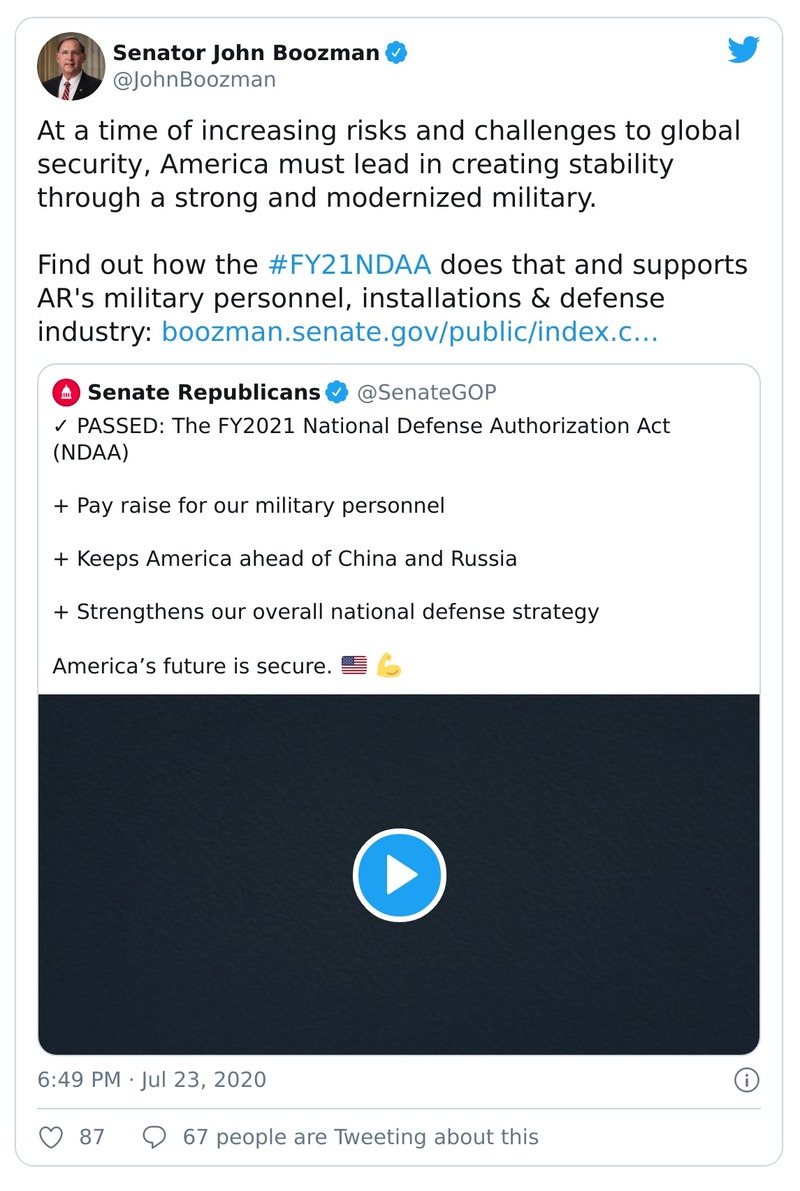 Senator John Boozman
@JohnBoozman
At a time of increasing risks and challenges to global
security, America must lead in creating stability
through a strong and modernized military.
Find out how the #FY21NDAA does that and supports
AR's military personnel, installations & defense
industry: boozman.senate.gov/public/index.c…
Senate Republicans @SenateGOP
✓ PASSED: The FY2021 National Defense Authorization Act
(NDAA)
+ Pay raise for our military personnel
+ Keeps America ahead of China and Russia
+ Strengthens our overall national defense strategy
America’s future is secure. 🇺🇸 💪
6:49 PM · Jul 23, 2020
87 67 people are Tweeting about this